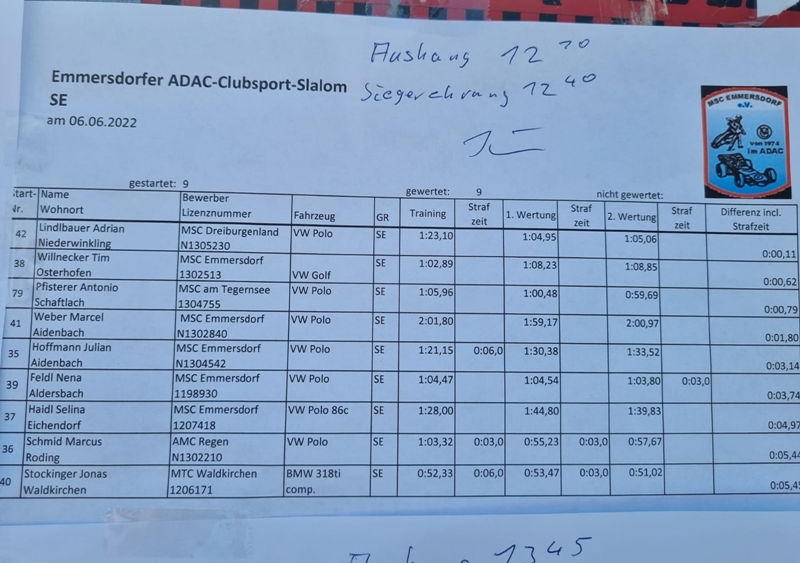 Aushang 12 10
Emmersdorfer ADAC-Clubsport-Slalom
Siegerehrung 12 40
SE
am 06.06.2022
MSC EMMERSDORF
e.V.
von 1974
im ADAC
gestartet: 9 gewertet: 9 nicht gewertet:
tart- Name Bewerber Fahrzeug GR Training Straf 1. Wertung Straf 2. Wertung Straf Differenz incl.
Nr. Wohnort Lizenznummer zeit zeit zeit Strafzeit
42 Lindlbauer Adrian MSC Dreiburgenland VW Polo SE 1:23,10 1:04,95 1:05,06
Niederwinkling N1305230 0:00,11
38 Willnecker Tim MSC Emmersdorf SE 1:02,89 1:08,23 1:08,85
Osterhofen 1302513 VW Golf 0:00,62
79 Pfisterer Antonio MSC am Tegernsee VW Polo SE 1:05,96 1:00,48 0:59,69
Schaftlach 1304755 0:00,79
41 Weber Marcel MSC Emmersdorf VW Polo SE 2:01,80 1:59,17 2:00,97
Aidenbach N1302840 0:01,80
35 Hoffmann Julian MSC Emmersdorf VW Polo SE 1:21,15 0:06,0 1:30,38 1:33,52
Aidenbach N1304542 0:03,14
39 Feldl Nena MSC Emmersdorf VW Polo SE 1:04,47 1:04,54 1:03,80 0:03,0
Aldersbach 1198930 0:03,74
37 Haidl Selina MSC Emmersdorf VW Polo 86c SE 1:28,00 1:44,80 1:39,83
Eichendorf 1207418 0:04,97
36 Schmid Marcus AMC Regen VW Polo SE 1:03,32 0:03,0 0:55,23 0:03,0 0:57,67
Roding N1302210 0:05,44
40 Stockinger Jonas MTC Waldkirchen BMW 318ti SE 0:52,33 0:06,0 0:53,47 0:03,0 0:51,02
Waldkirchen 1206171 comp. 0:05,45
13 45